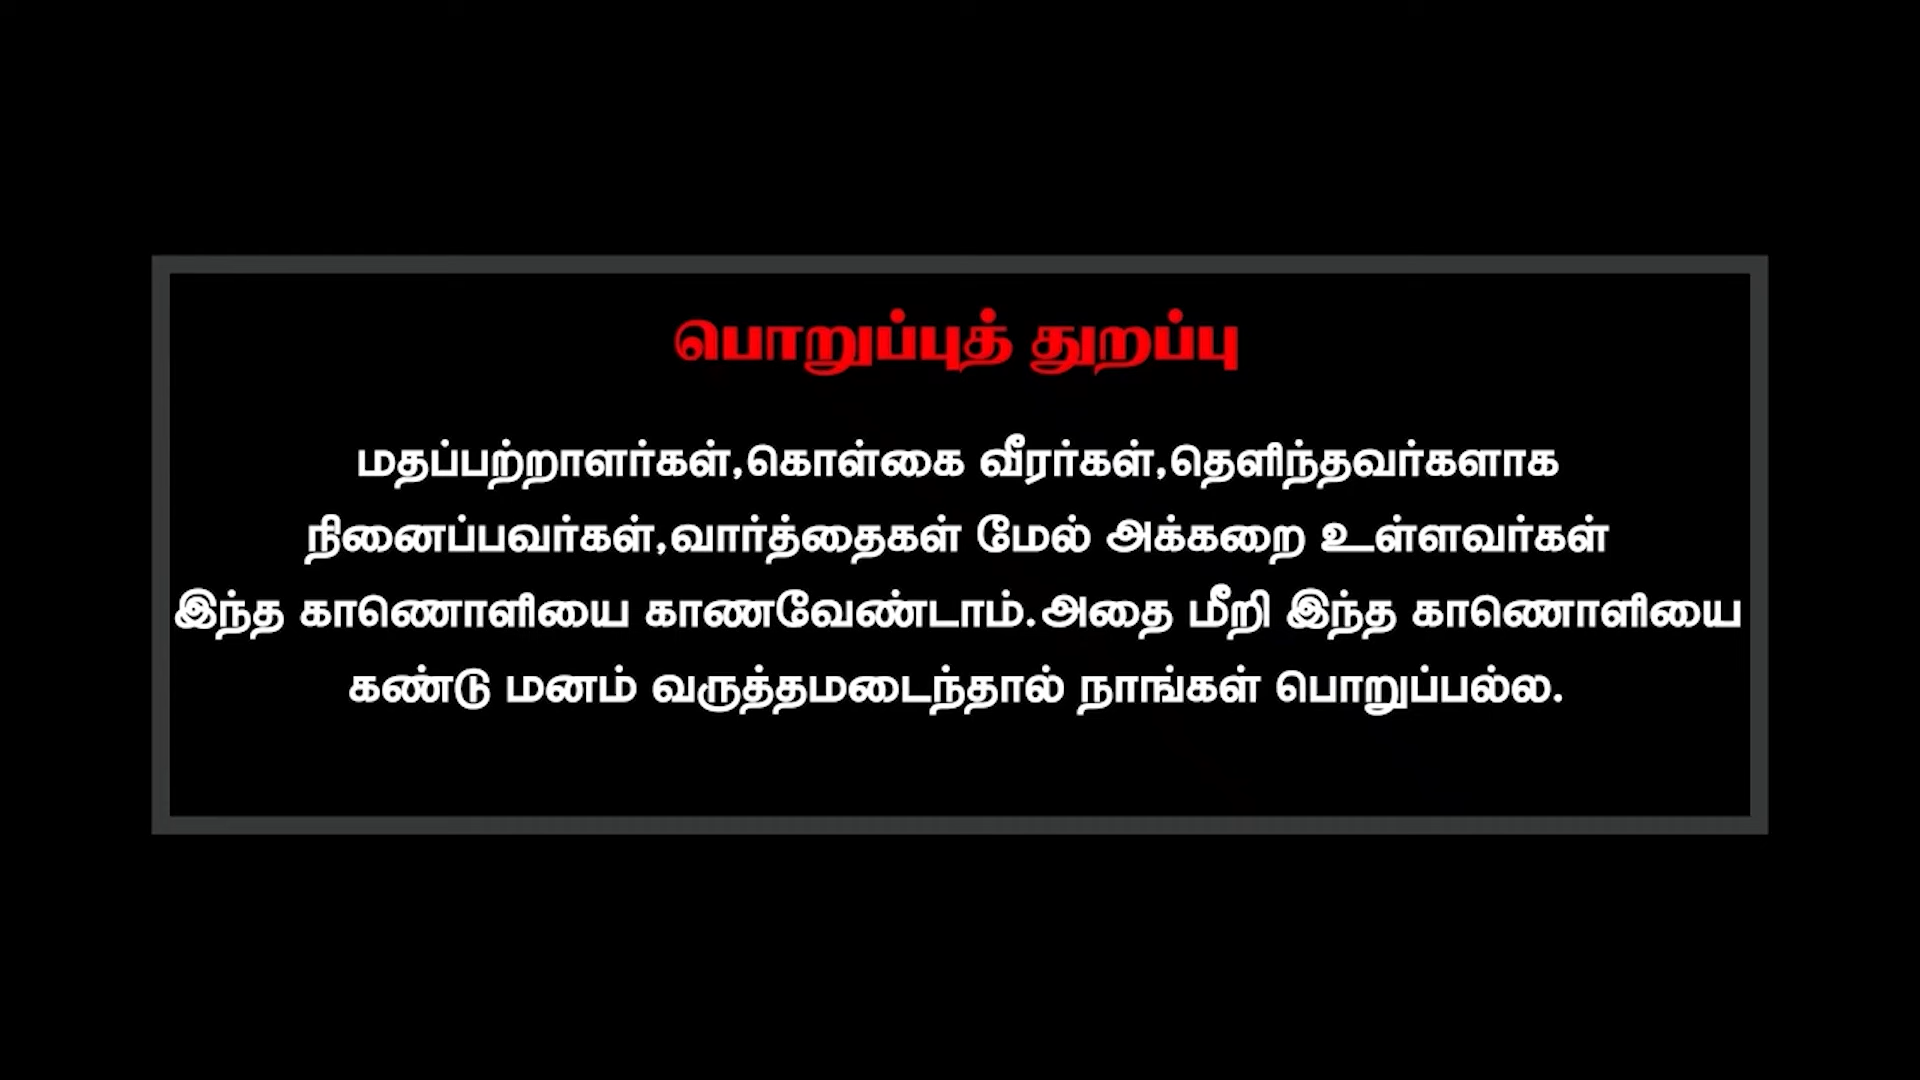 பொறுப்புத் துறப்பு
மதப்பற்றாளர்கள்,கொள்கை வீரர்கள்,தெளிந்தவர்களாக
நினைப்பவர்கள்,வார்த்தைகள் மேல் அக்கறை உள்ளவர்கள்
இந்த காணொளியை காணவேண்டாம்.அதை மீறி இந்த காணொளியை
கண்டு மனம் வருத்தமடைந்தால் நாங்கள் பொறுப்பல்ல.